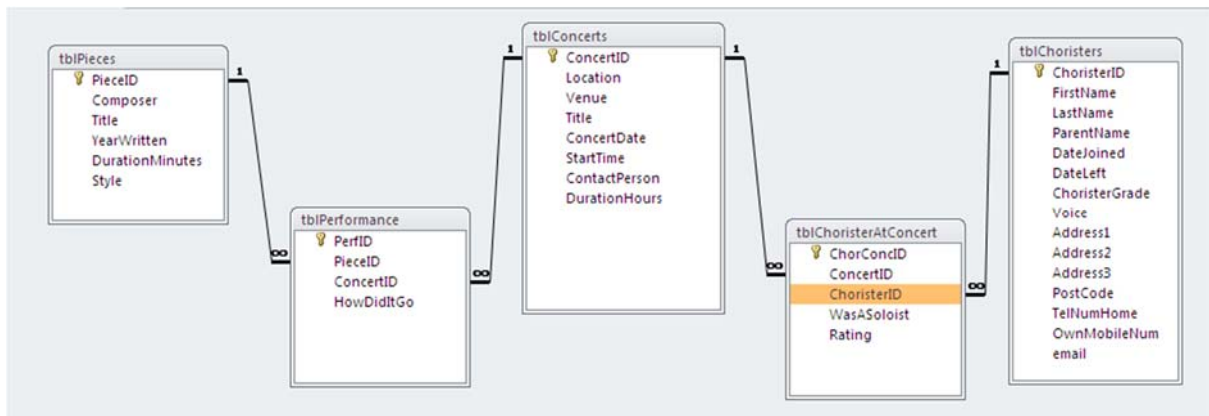 tblPieces
PieceID
Composer
Title
YearWritten
DurationMinutes
Style
1
∞
tblPerformance
PerfID
PieceID
ConcertID
HowDidItGo
∞
1
tblConcerts
ConcertID
Location
Venue
Title
ConcertDate
StartTime
ContactPerson
DurationHours
1
∞
tblChoristerAtConcert
ChorConcID
ConcertID
ChoristerID
WasASoloist
Rating
∞
1
tblChoristers
ChoristerID
FirstName
LastName
ParentName
DateJoined
DateLeft
ChoristerGrade
Voice
Address1
Address2
Address3
PostCode
TelNumHome
OwnMobileNum
email